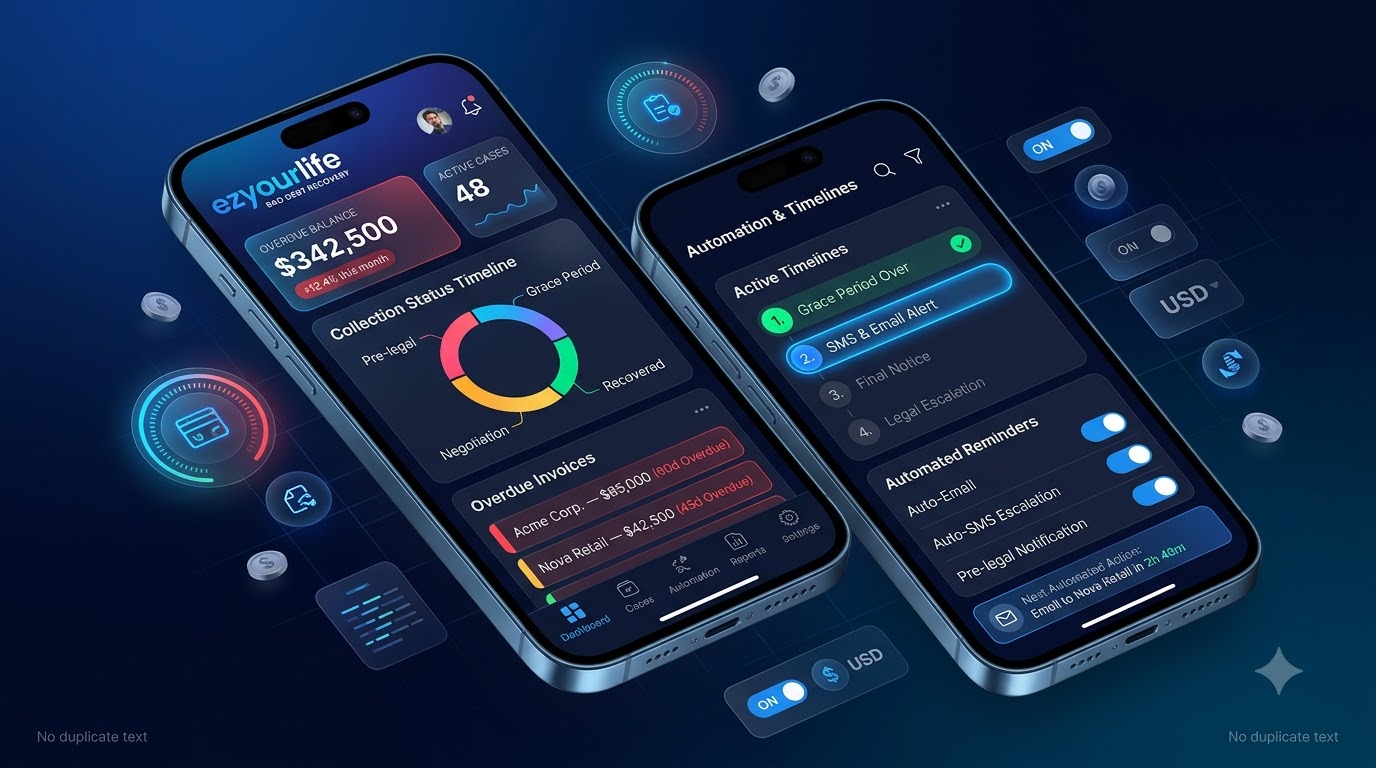 ezyourlife
BAD DEBT RECOVERY
OVERDUE BALANCE
$342,500
this month
ACTIVE CASES
48
Collection Status Timeline
Grace Period
Pre-legal
Recovered
Negotiation
Overdue Invoices
Acme Corp. — $85,000 (60d Overdue)
Nova Retail — $42,500 (45d Overdue)
Dashboard
Cases
Automation
Reports
Settings
Automation & Timelines
Active Timelines
1. Grace Period Over
2. SMS & Email Alert
3. Final Notice
4. Legal Escalation
Automated Reminders
Auto-Email
Auto-SMS Escalation
Pre-legal Notification
Next Automated Action:
Email to Nova Retail in 2h
ON
ON
USD
ON
$ USD
No duplicate text
No duplicate text